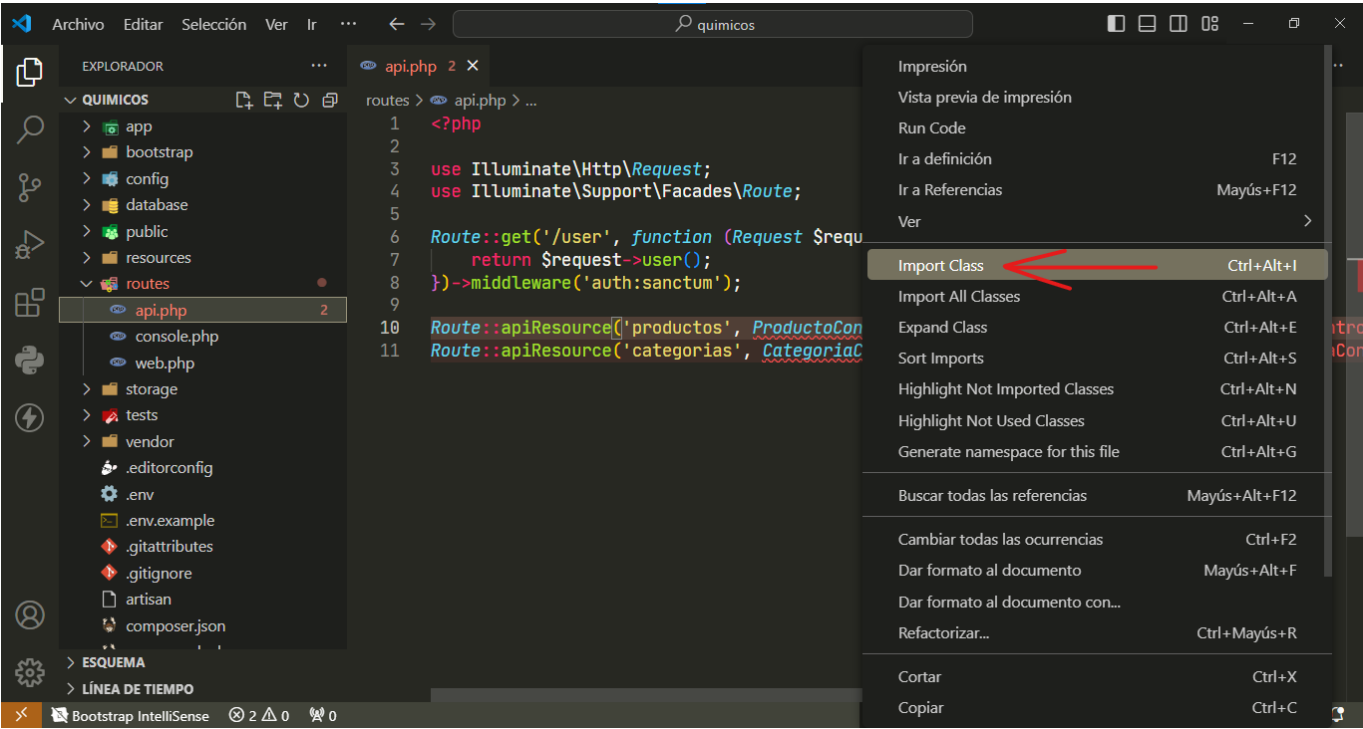 Archivo Editar Selección Ver Ir ··· quimicos
EXPLORADOR ···
QUIMICOS
app
bootstrap
config
database
public
resources
routes
api.php 2
console.php
web.php
storage
tests
vendor
.editorconfig
.env
.env.example
.gitattributes
.gitignore
artisan
composer.json
ESQUEMA
LÍNEA DE TIEMPO
api.php 2
routes > api.php > ...
1 <?php
2
3 use Illuminate\Http\Request;
4 use Illuminate\Support\Facades\Route;
5
6 Route::get('/user', function (Request $requ
7 return $request->user();
8 })->middleware('auth:sanctum');
9
10 Route::apiResource('productos', ProductoCon
11 Route::apiResource('categorias', CategoriaC
Impresión
Vista previa de impresión
Run Code
Ir a definición F12
Ir a Referencias Mayús+F12
Ver
Import Class Ctrl+Alt+I
Import All Classes Ctrl+Alt+A
Expand Class Ctrl+Alt+E
Sort Imports Ctrl+Alt+S
Highlight Not Imported Classes Ctrl+Alt+N
Highlight Not Used Classes Ctrl+Alt+U
Generate namespace for this file Ctrl+Alt+G
Buscar todas las referencias Mayús+Alt+F12
Cambiar todas las ocurrencias Ctrl+F2
Dar formato al documento Mayús+Alt+F
Dar formato al documento con...
Refactorizar... Ctrl+Mayús+R
Cortar Ctrl+X
Copiar Ctrl+C
Bootstrap IntelliSense 2 0 0